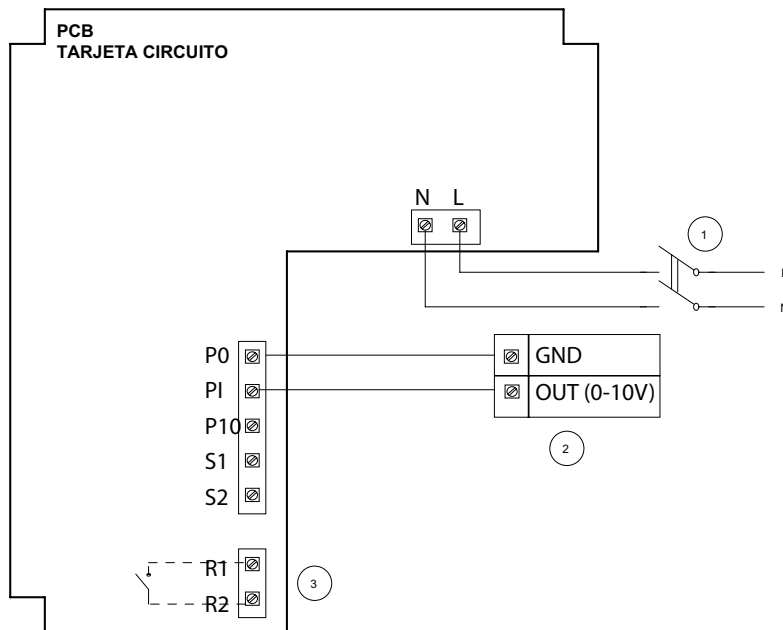 PCB
TARJETA CIRCUITO
N L
1
P0
PI
P10
S1
S2
GND
OUT (0-10V)
2
R1
R2
3